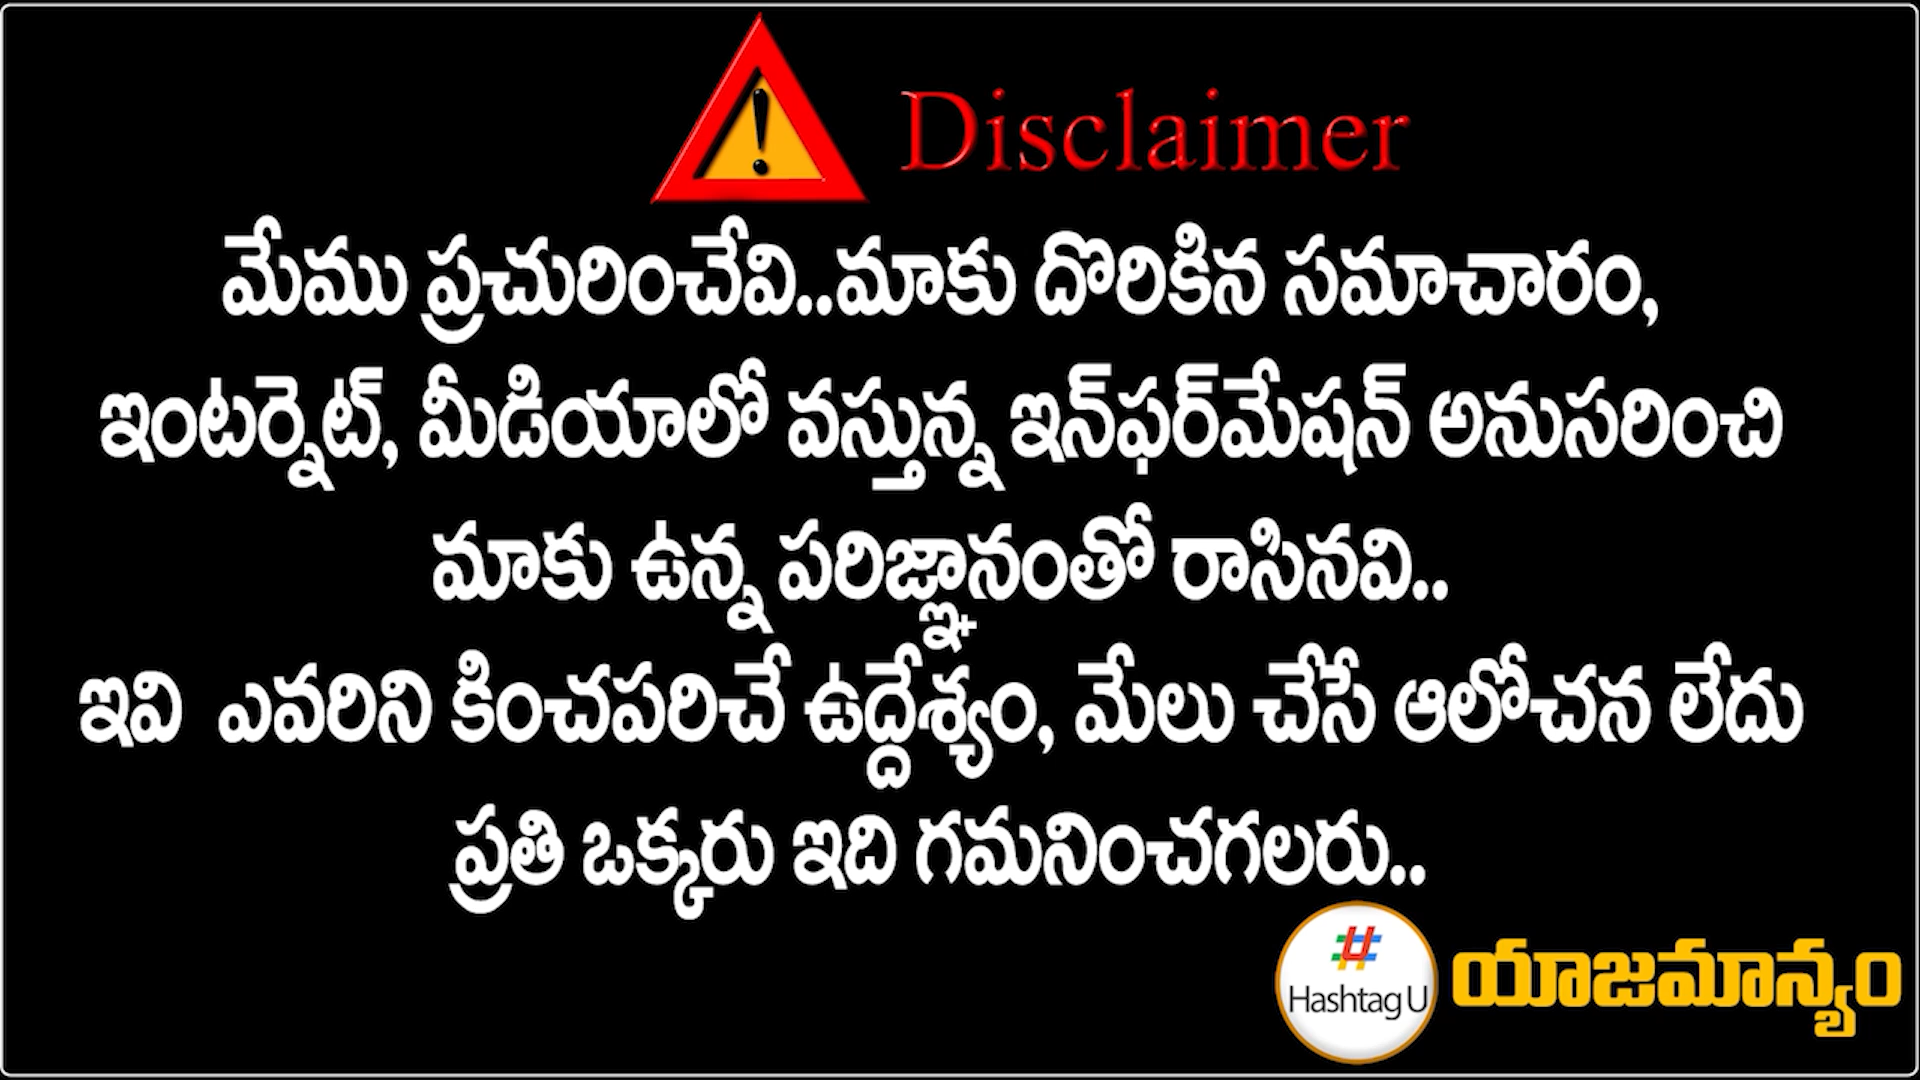 Disclaimer
మేము ప్రచురించేవి..మాకు దొరికిన సమాచారం,
ఇంటర్నెట్, మీడియాలో వస్తున్న ఇన్‌ఫర్‌మేషన్ అనుసరించి
మాకు ఉన్న పరిజ్ఞానంతో రాసినవి..
ఇవి ఎవరిని కించపరిచే ఉద్దేశ్యం, మేలు చేసే ఆలోచన లేదు
ప్రతి ఒక్కరు ఇది గమనించగలరు..
# Hashtag U యాజమాన్యం